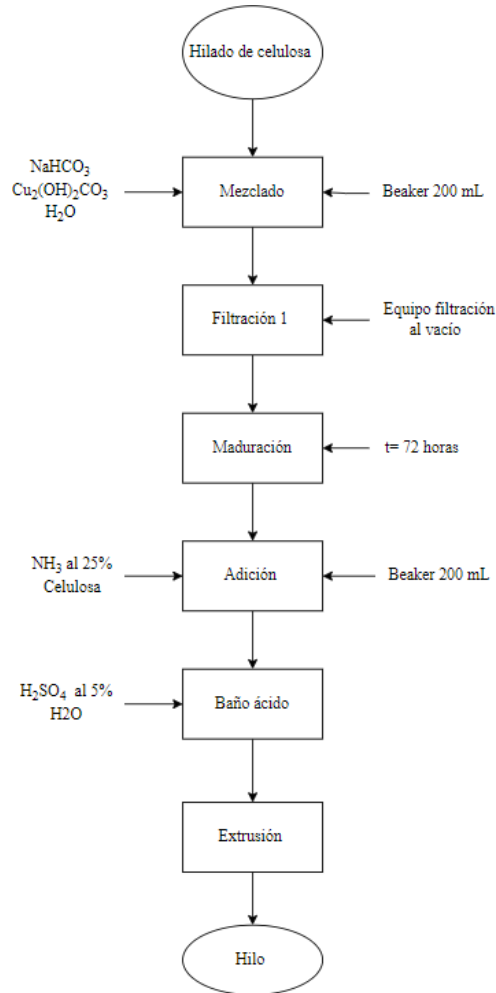 Hilado de celulosa
NaHCO₃
Cu₂(OH)₂CO₃
H₂O
Mezclado
Beaker 200 mL
Filtración 1
Equipo filtración
al vacío
Maduración
t= 72 horas
NH₃ al 25%
Celulosa
Adición
Beaker 200 mL
H₂SO₄ al 5%
H2O
Baño ácido
Extrusión
Hilo